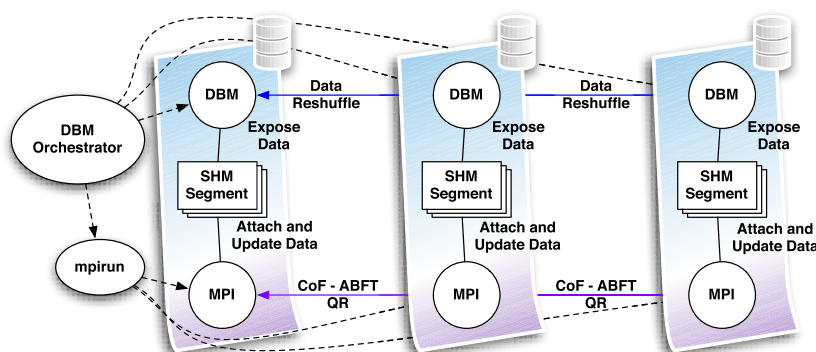 DBM
Orchestrator
mpirun
DBM
Expose
Data
SHM
Segment
Attach and
Update Data
MPI
Data
Reshuffle
CoF - ABFT
QR
DBM
Expose
Data
SHM
Segment
Attach and
Update Data
MPI
Data
Reshuffle
CoF - ABFT
QR
DBM
Expose
Data
SHM
Segment
Attach and
Update Data
MPI